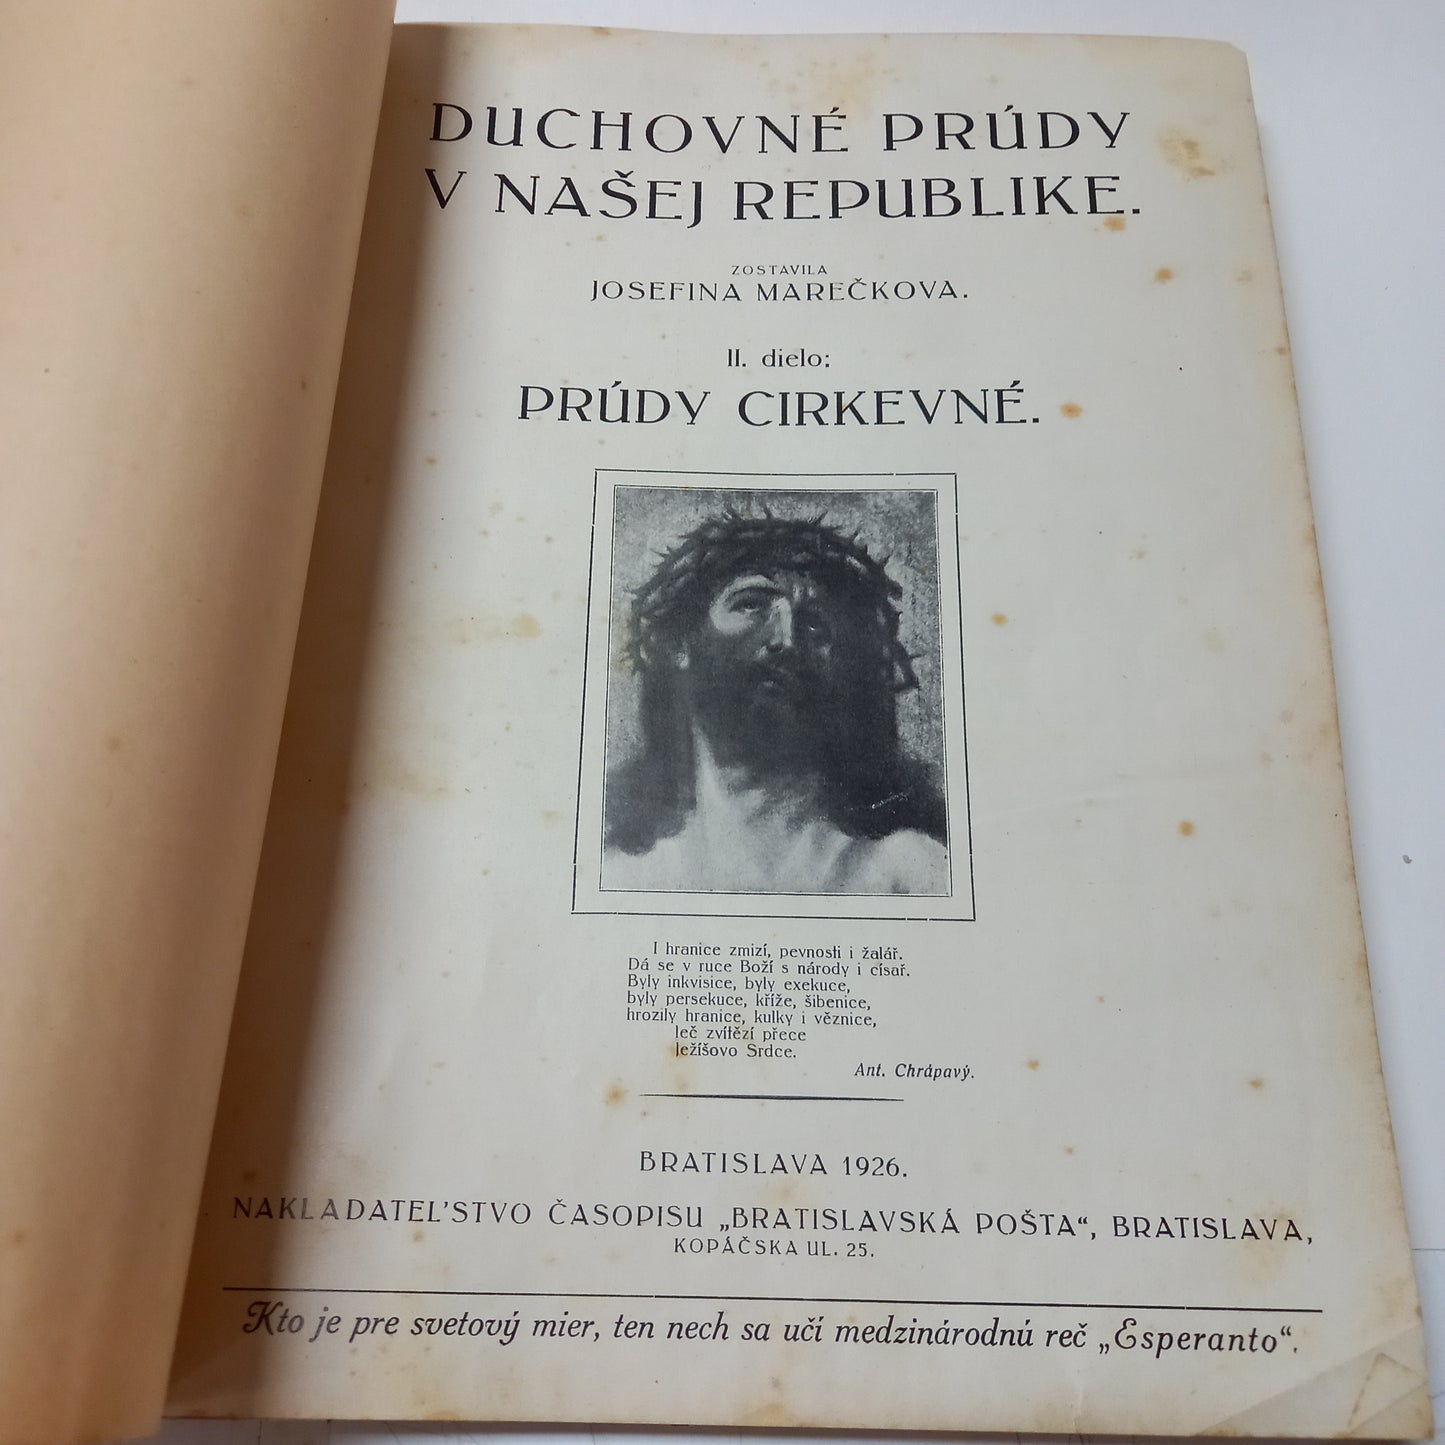 DUCHOVNÉ PRÚDY
V NAŠEJ REPUBLIKE.
ZOSTAVILA
JOSEFINA MAREČKOVA.
II. dielo:
PRÚDY CIRKEVNÉ.
I hranice zmizí, pevnosti i žalář.
Dá se v ruce Boží s národy i císař.
Byly inkvisice, byly exekuce,
byly persekuce, kříže, šibenice,
hrozily hranice, kulky i věznice,
leč zvítězí přece
Ježíšovo Srdce.
Ant. Chrápavý.
BRATISLAVA 1926.
NAKLADATEĽSTVO ČASOPISU „BRATISLAVSKÁ POŠTA“, BRATISLAVA,
KOPÁČSKA UL. 25.
Kto je pre svetový mier, ten nech sa učí medzinárodnú reč „Esperanto“.